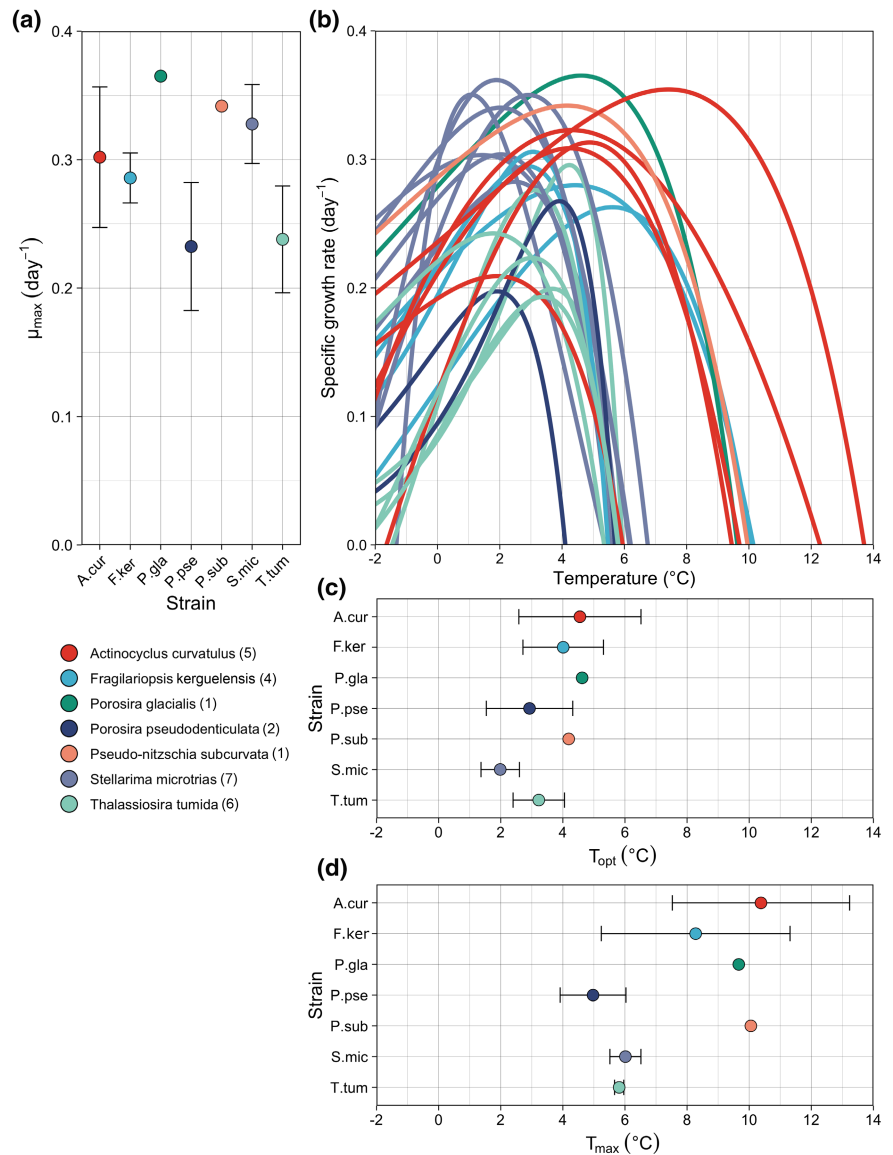 (a)
0.4
0.3
0.2
0.1
0.0
μmax (day−1)
A.cur
F.ker
P.gla
P.pse
P.sub
S.mic
T.tum
Strain
(b)
0.4
0.3
0.2
0.1
0.0
Specific growth rate (day−1)
-2 0 2 4 6 8 10 12 14
Temperature (°C)
Actinocyclus curvatulus (5)
Fragilariopsis kerguelensis (4)
Porosira glacialis (1)
Porosira pseudodenticulata (2)
Pseudo-nitzschia subcurvata (1)
Stellarima microtrias (7)
Thalassiosira tumida (6)
(c)
A.cur
F.ker
P.gla
P.pse
P.sub
S.mic
T.tum
Strain
-2 0 2 4 6 8 10 12 14
Topt (°C)
(d)
A.cur
F.ker
P.gla
P.pse
P.sub
S.mic
T.tum
Strain
-2 0 2 4 6 8 10 12 14
Tmax (°C)